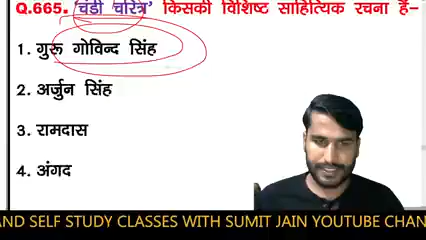 Q.665. 'चंडी चरित्र' किसकी विशिष्ट साहित्यिक रचना हैं-
1. गुरू गोविन्द सिंह
2. अर्जुन सिंह
3. रामदास
4. अंगद
AND SELF STUDY CLASSES WITH SUMIT JAIN YOUTUBE CHAN